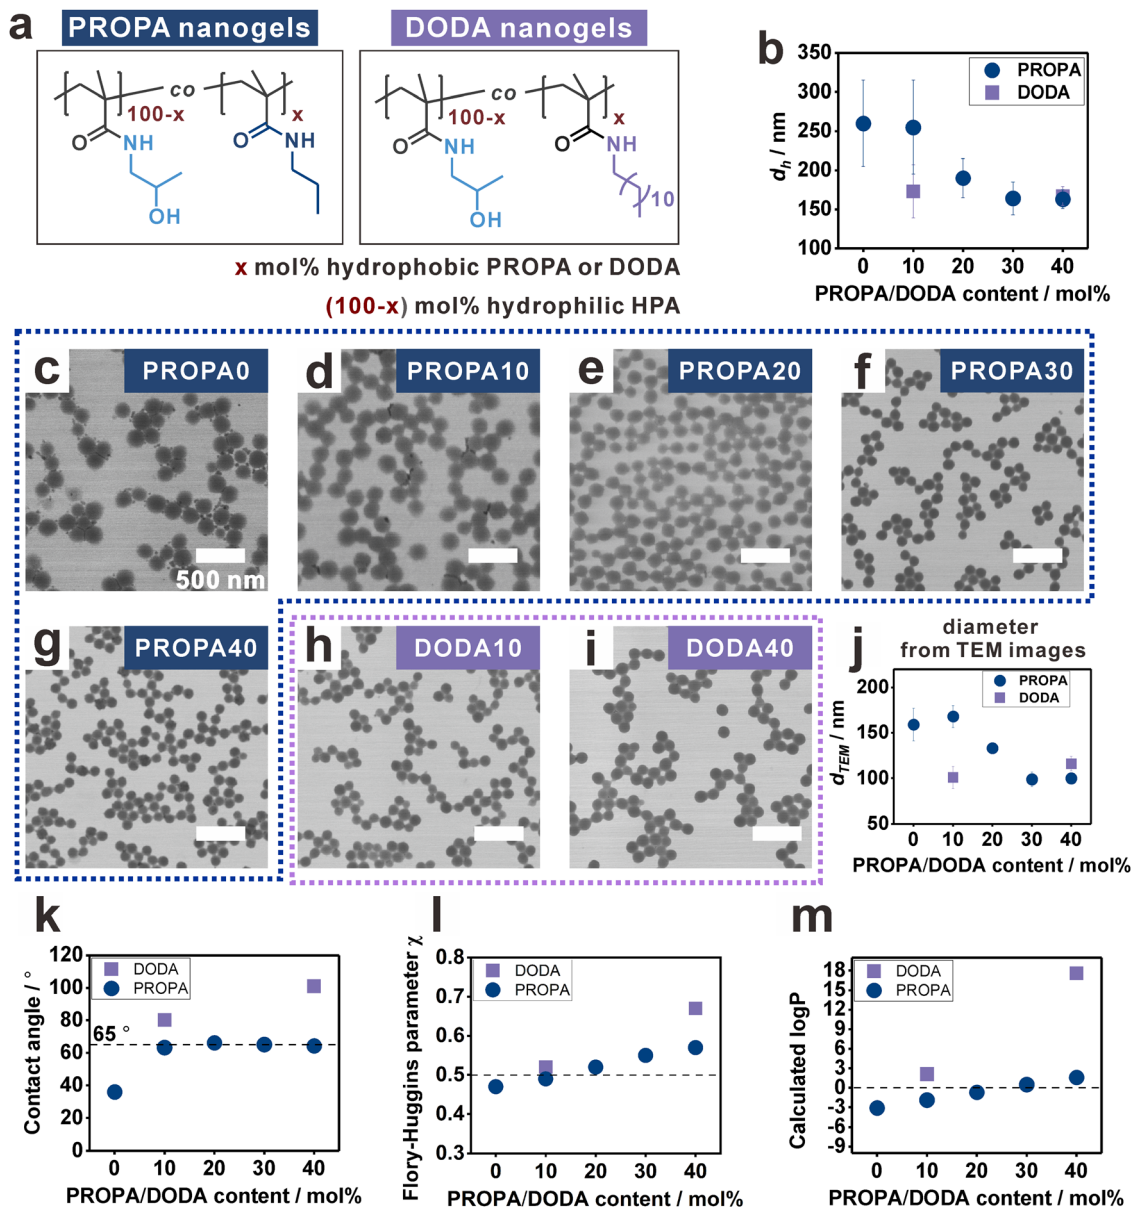 a
PROPA nanogels
DODA nanogels
co
100-x
x
O
NH
NH
OH
co
100-x
x
O
NH
O
NH
OH
10
x mol% hydrophobic PROPA or DODA
(100-x) mol% hydrophilic HPA
b
350
300
250
200
150
100
dh / nm
PROPA
DODA
0 10 20 30 40
PROPA/DODA content / mol%
c
PROPA0
500 nm
d
PROPA10
e
PROPA20
f
PROPA30
g
PROPA40
h
DODA10
i
DODA40
j
diameter
from TEM images
200
150
100
50
dTEM / nm
PROPA
DODA
0 10 20 30 40
PROPA/DODA content / mol%
k
120
100
80
60
40
20
0
Contact angle / °
DODA
PROPA
65 °
0 10 20 30 40
PROPA/DODA content / mol%
l
0.8
0.7
0.6
0.5
0.4
0.3
Flory-Huggins parameter χ
DODA
PROPA
0 10 20 30 40
PROPA/DODA content / mol%
m
18
15
12
9
6
3
0
-3
-6
-9
Calculated logP
DODA
PROPA
0 10 20 30 40
PROPA/DODA content / mol%